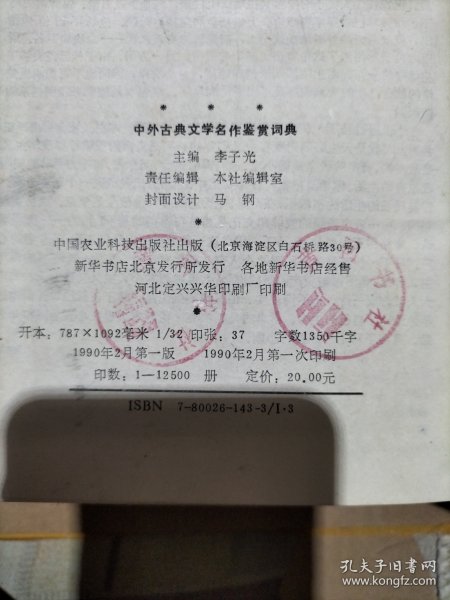 * * *
中外古典文学名作鉴赏词典
主编 李子光
责任编辑 本社编辑室
封面设计 马 钢
*
中国农业科技出版社出版（北京海淀区白石桥路30号）
新华书店北京发行所发行 各地新华书店经售
河北定兴兴华印刷厂印刷
*
开本：787×1092毫米 1/32 印张：37 字数1350千字
1990年2月第一版 1990年2月第一次印刷
印数：1—12500 册 定价：20.00元
ISBN 7-80026-143-3/I·3
孔夫子旧书网
www.kongfz.com